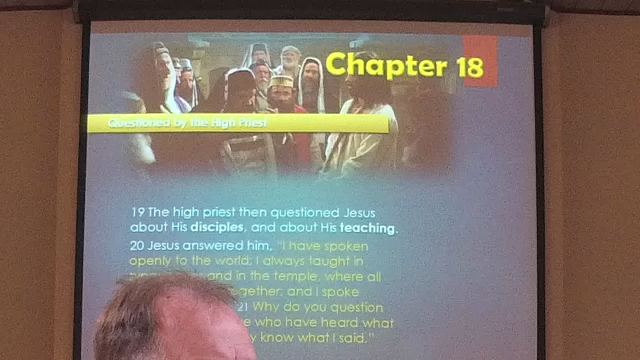 Chapter 18
Questioned by the High Priest
19 The high priest then questioned Jesus
about His disciples, and about His teaching.
20 Jesus answered him, "I have spoken
openly to the world; I always taught in
and in the temple, where all
and I spoke
21 Why do you question
who have heard what
know what I said."